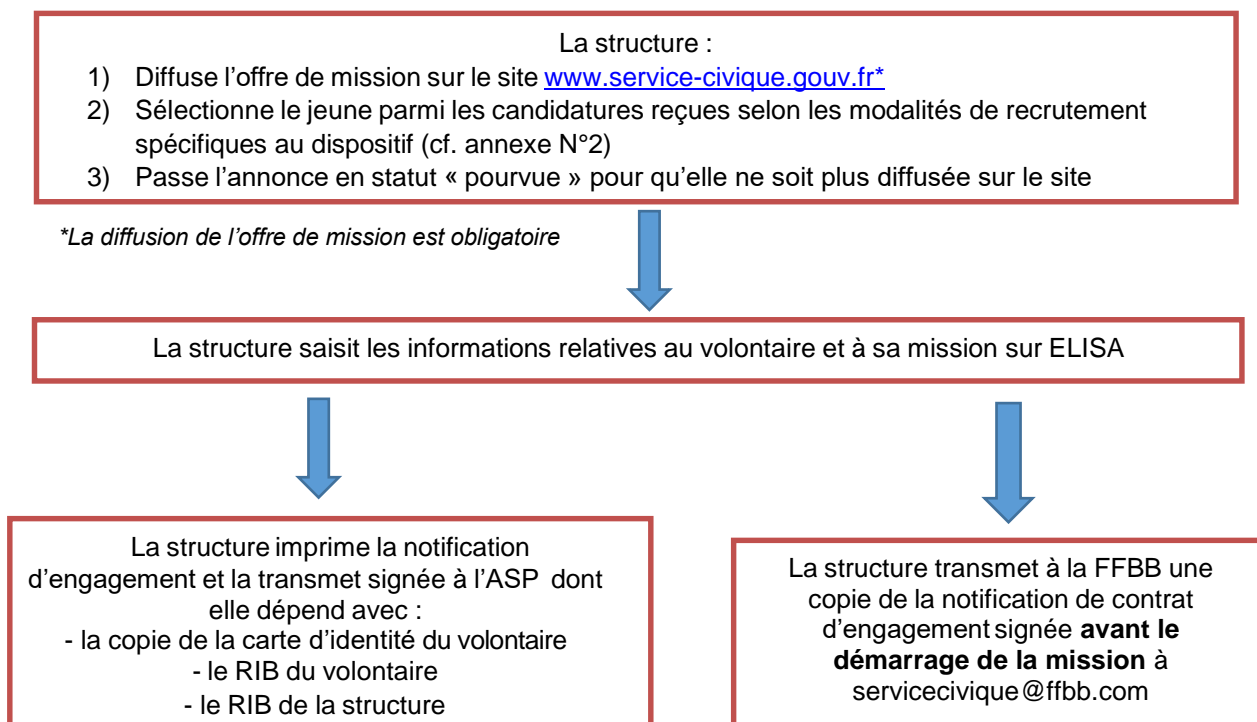 La structure :
1) Diffuse l’offre de mission sur le site www.service-civique.gouv.fr*
2) Sélectionne le jeune parmi les candidatures reçues selon les modalités de recrutement
spécifiques au dispositif (cf. annexe N°2)
3) Passe l’annonce en statut « pourvue » pour qu’elle ne soit plus diffusée sur le site
*La diffusion de l’offre de mission est obligatoire
La structure saisit les informations relatives au volontaire et à sa mission sur ELISA
La structure imprime la notification
d’engagement et la transmet signée à l’ASP dont
elle dépend avec :
- la copie de la carte d’identité du volontaire
- le RIB du volontaire
- le RIB de la structure
La structure transmet à la FFBB une
copie de la notification de contrat
d’engagement signée avant le
démarrage de la mission à
servicecivique@ffbb.com